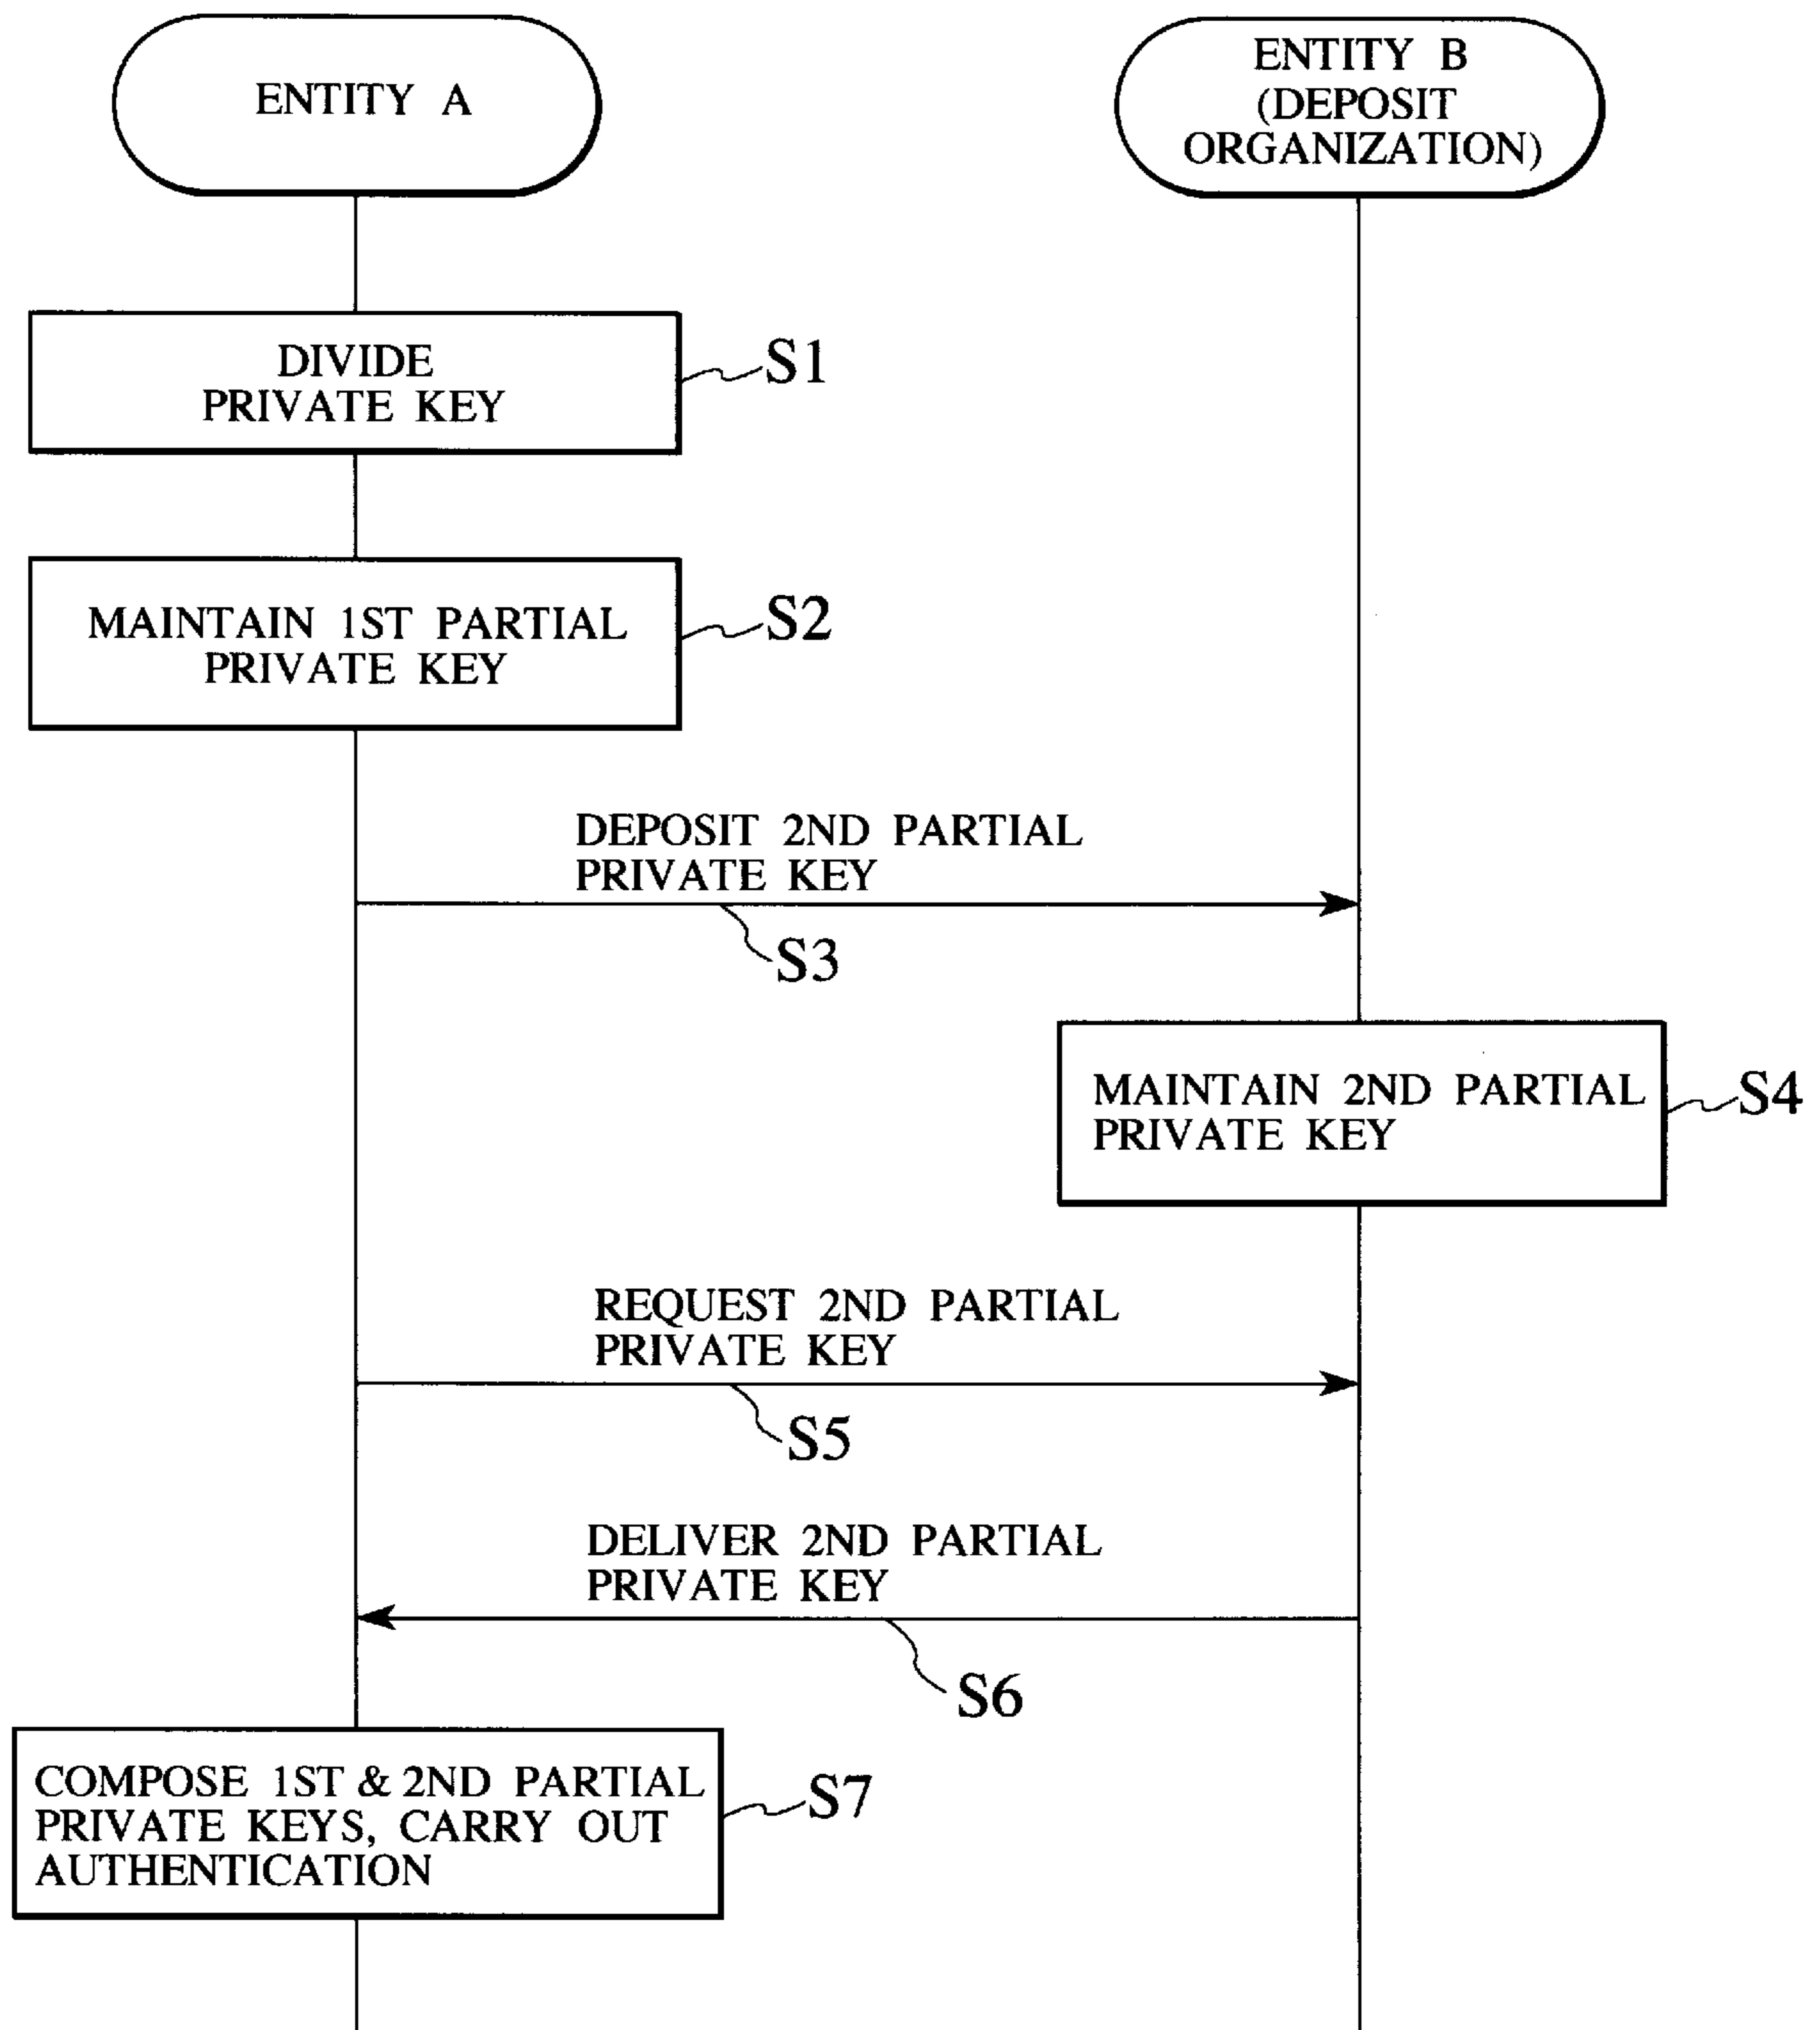 ENTITY A
ENTITY B
(DEPOSIT
ORGANIZATION)
DIVIDE
PRIVATE KEY
S1
MAINTAIN 1ST PARTIAL
PRIVATE KEY
S2
DEPOSIT 2ND PARTIAL
PRIVATE KEY
S3
MAINTAIN 2ND PARTIAL
PRIVATE KEY
S4
REQUEST 2ND PARTIAL
PRIVATE KEY
S5
DELIVER 2ND PARTIAL
PRIVATE KEY
S6
COMPOSE 1ST & 2ND PARTIAL
PRIVATE KEYS, CARRY OUT
AUTHENTICATION
S7